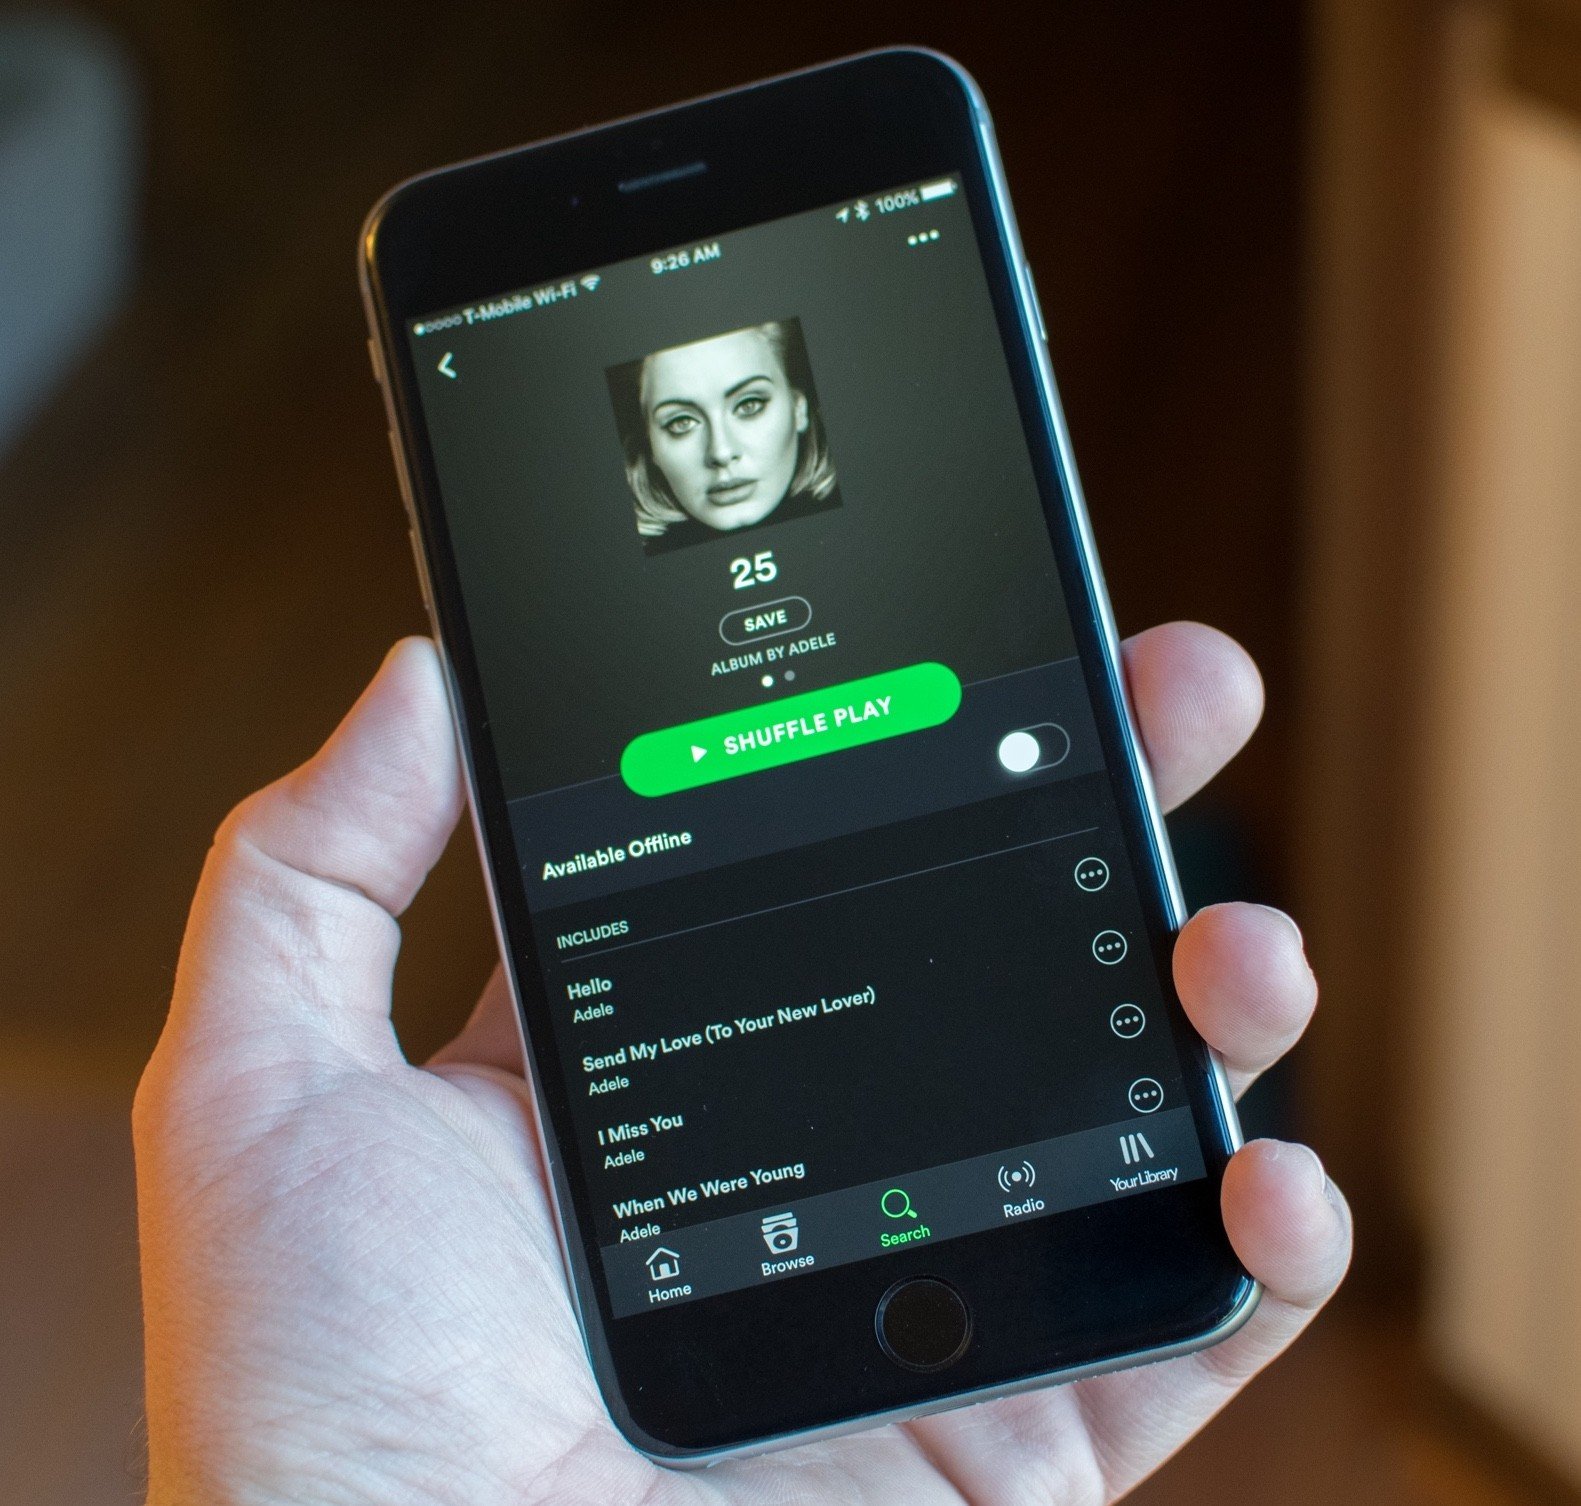 T-Mobile Wi-Fi 9:26 AM 100%
25
SAVE
ALBUM BY ADELE
SHUFFLE PLAY
Available Offline
INCLUDES
Hello
Adele
Send My Love (To Your New Lover)
Adele
I Miss You
Adele
When We Were Young
Adele
Home Browse Search Radio Your Library